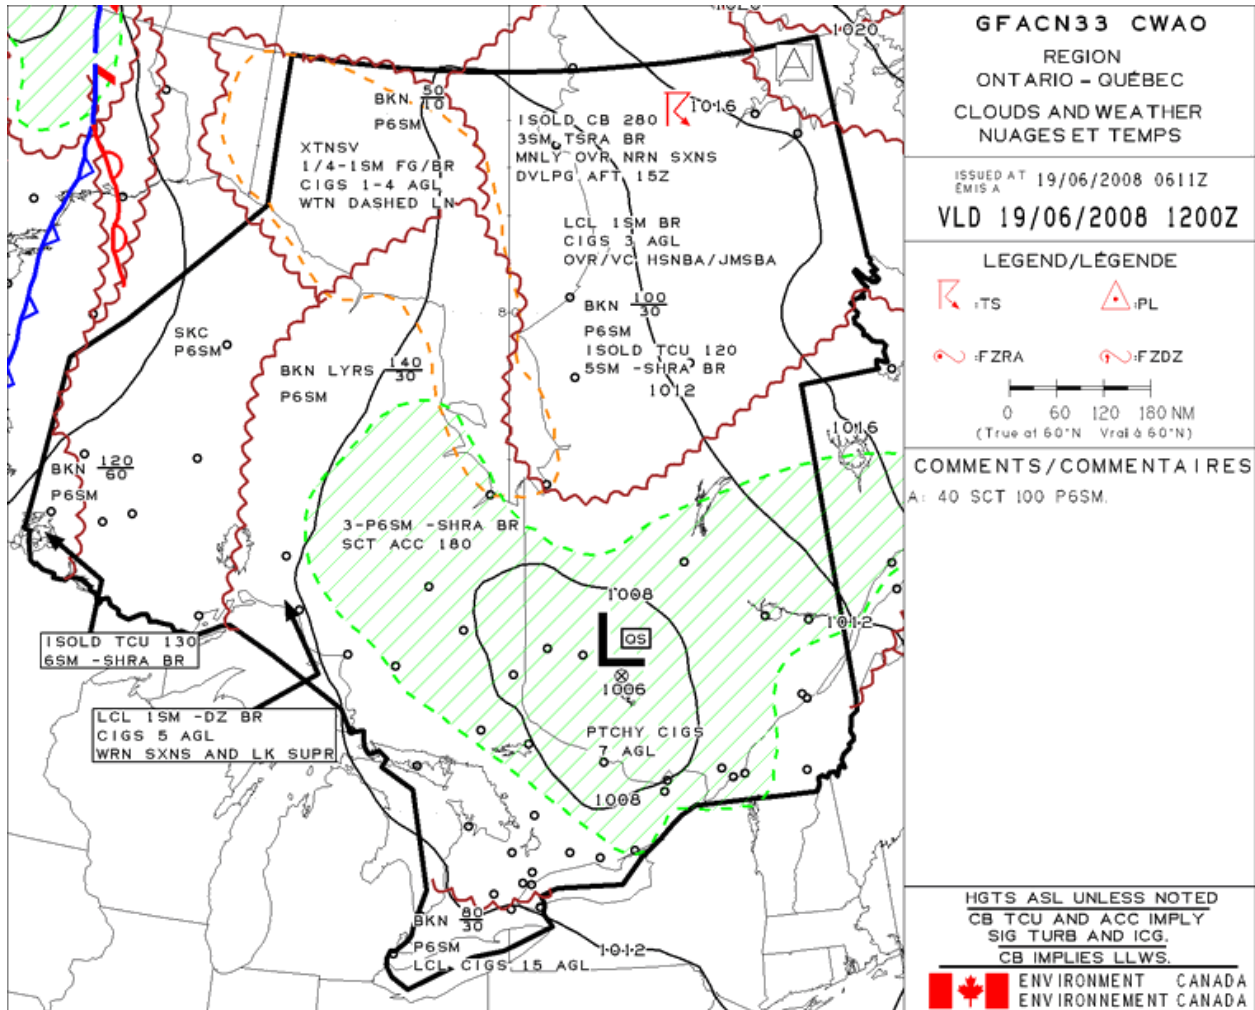 GFACN33 CWAO
REGION
ONTARIO – QUÉBEC
CLOUDS AND WEATHER
NUAGES ET TEMPS
ISSUED AT
ÉMIS A
19/06/2008 0611Z
VLD 19/06/2008 1200Z
LEGEND/LÉGENDE
:TS
:PL
:FZRA
:FZDZ
0 60 120 180 NM
(True at 60°N Vrai à 60°N)
COMMENTS/COMMENTAIRES
A: 40 SCT 100 P6SM.
HGTS ASL UNLESS NOTED
CB TCU AND ACC IMPLY
SIG TURB AND ICG.
CB IMPLIES LLWS.
ENVIRONMENT CANADA
ENVIRONNEMENT CANADA
1020
1020
A
1016
BKN 50/10
P6SM
XTNSV
1/4-1SM FG/BR
CIGS 1-4 AGL
WTN DASHED LN
ISOLD CB 280
3SM TSRA BR
MNLY OVR NRN SXNS
DVLPG AFT 15Z
LCL 1SM BR
CIGS 3 AGL
OVR/VC HSNBA/JMSBA
80
BKN 100/30
P6SM
ISOLD TCU 120
5SM -SHRA BR
1012
SKC
P6SM
BKN LYRS 140/30
P6SM
1016
BKN 120/60
P6SM
3-P6SM -SHRA BR
SCT ACC 180
1008
QS
1006
1012
ISOLD TCU 130
6SM -SHRA BR
LCL 1SM -DZ BR
CIGS 5 AGL
WRN SXNS AND LK SUPR
PTCHY CIGS
7 AGL
1008
BKN 80/30
P6SM
LCL CIGS 15 AGL
1012